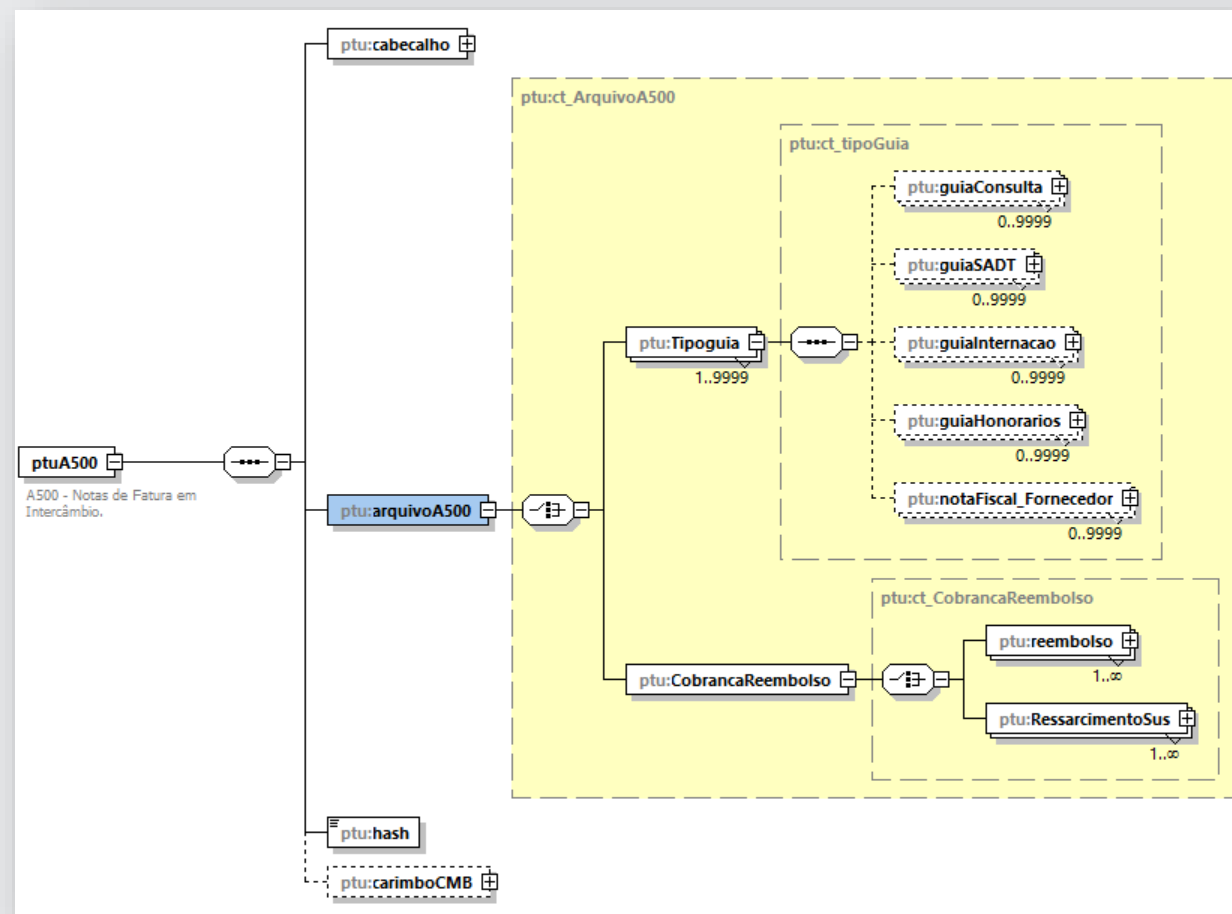 ptu:cabecalho
ptu:ct_ArquivoA500
ptu:ct_tipoGuia
ptu:guiaConsulta
0..9999
ptu:guiaSADT
0..9999
ptu:Tipoguia
1..9999
ptu:guiaInternacao
0..9999
ptu:guiaHonorarios
0..9999
ptuA500
A500 - Notas de Fatura em
Intercâmbio.
ptu:arquivoA500
ptu:notaFiscal_Fornecedor
0..9999
ptu:ct_CobrancaReembolso
ptu:reembolso
1..∞
ptu:CobrancaReembolso
ptu:RessarcimentoSus
1..∞
ptu:hash
ptu:carimboCMB